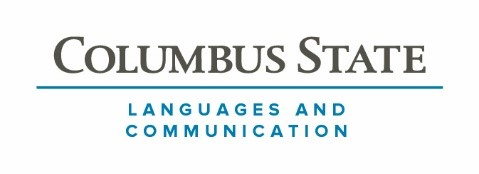 COLUMBUS STATE
LANGUAGES AND
COMMUNICATION